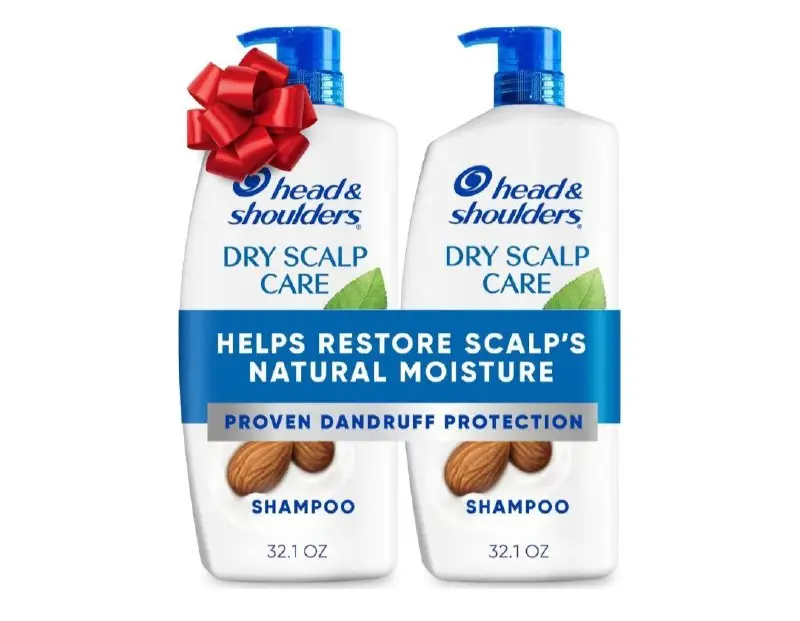 head &
shoulders®
DRY SCALP
CARE
head &
shoulders®
DRY SCALP
CARE
HELPS RESTORE SCALP'S
NATURAL MOISTURE
PROVEN DANDRUFF PROTECTION
SHAMPOO
32.1 OZ
SHAMPOO
32.1 OZ